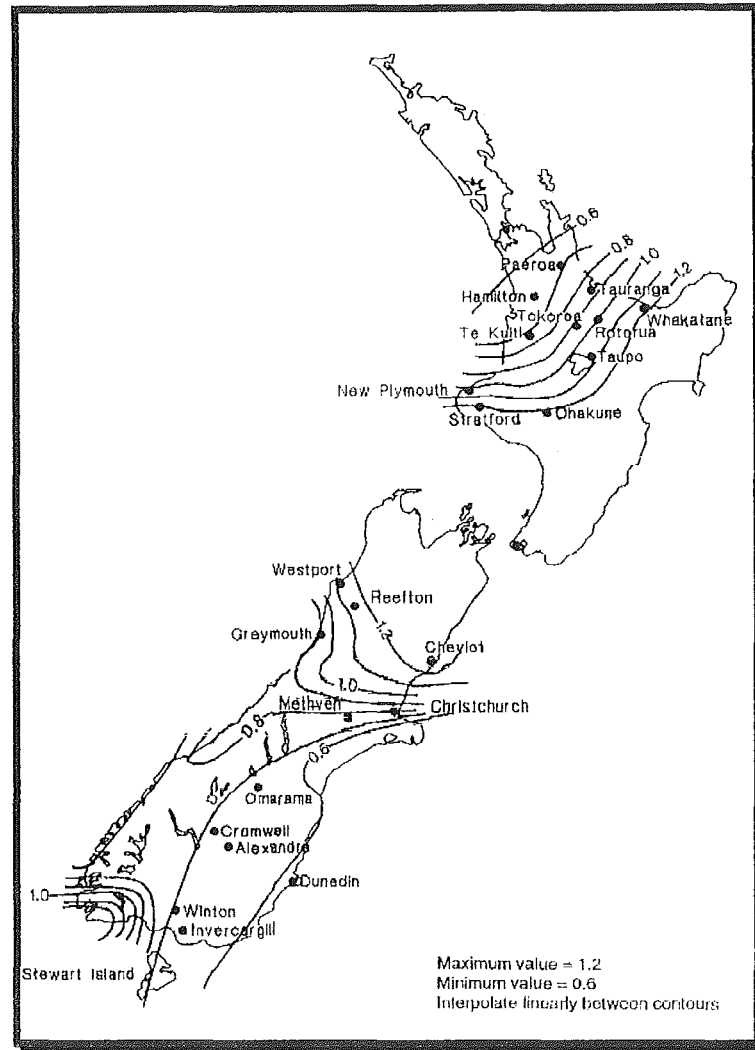 0.6
0.8
1.0
1.2
Paeroa
Hamilton
Tauranga
Tokoroa
Whakatane
Te Kuiti
Rotorua
Taupo
New Plymouth
Stratford
Ohakune
Westport
Reefton
1.2
Greymouth
Cheviot
1.0
Methven
Christchurch
0.8
0.6
Omarama
Cromwell
Alexandra
Dunedin
1.0
Winton
Invercargill
Stewart Island
Maximum value = 1.2
Minimum value = 0.6
Interpolate linearly between contours